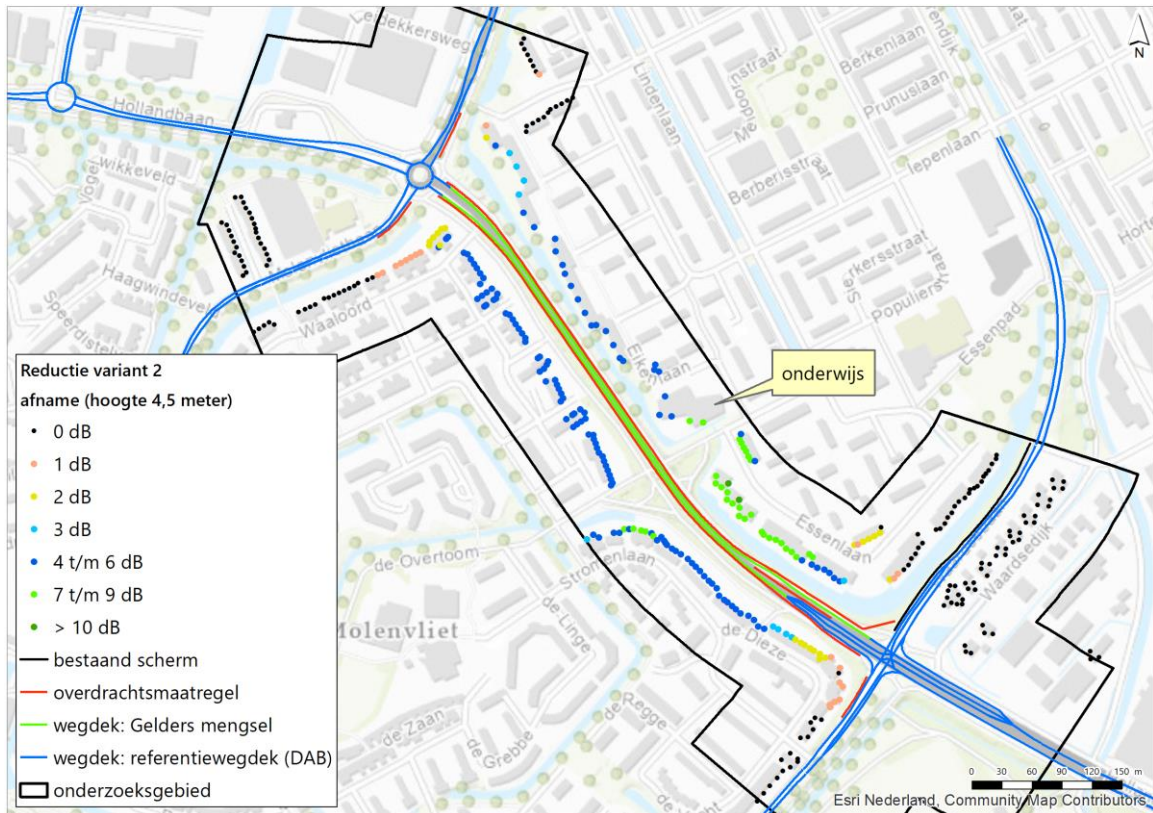 Leidekkersweg
N
Hollandbaan
Lindenlaan
Berkenlaan
Prunuslaan
Iepenlaan
Berberisstraat
wikkeveld
Vogel
Haagwindeveld
Waaloord
Populierstraat
Essenpad
Elkenlaan
onderwijs
Reductie variant 2
afname (hoogte 4,5 meter)
0 dB
1 dB
2 dB
3 dB
4 t/m 6 dB
7 t/m 9 dB
> 10 dB
bestaand scherm
overdrachtsmaatregel
wegdek: Gelders mengsel
wegdek: referentiewegdek (DAB)
onderzoeksgebied
Essenlaan
Waardsedijk
de Overtoom
Stromenlaan
de Linge
Molenvliet
de Dieze
de Zaan
de Regge
de Grebbe
0 30 60 90 120 150 m
Esri Nederland, Community Map Contributors